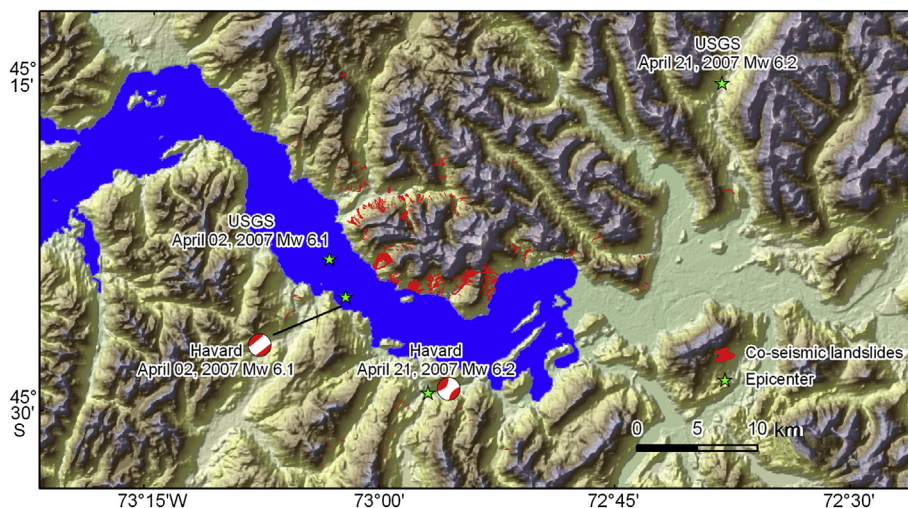 USGS
April 21, 2007 Mw 6.2
45°
15'
USGS
April 02, 2007 Mw 6.1
Havard
April 02, 2007 Mw 6.1
Havard
April 21, 2007 Mw 6.2
Co-seismic landslides
Epicenter
45°
30'
S
0 5 10 km
73°15'W 73°00' 72°45' 72°30'